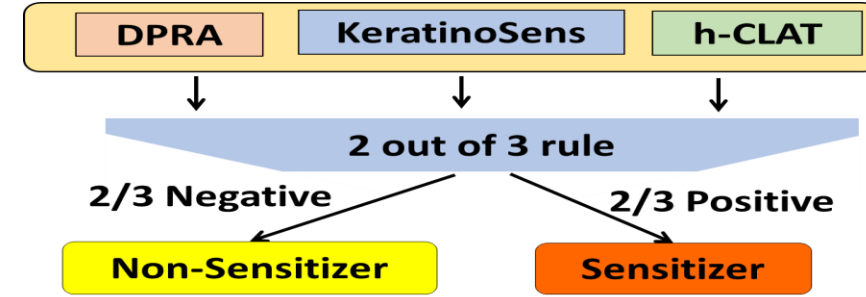 DPRA KeratinoSens h-CLAT
2 out of 3 rule
2/3 Negative 2/3 Positive
Non-Sensitizer Sensitizer